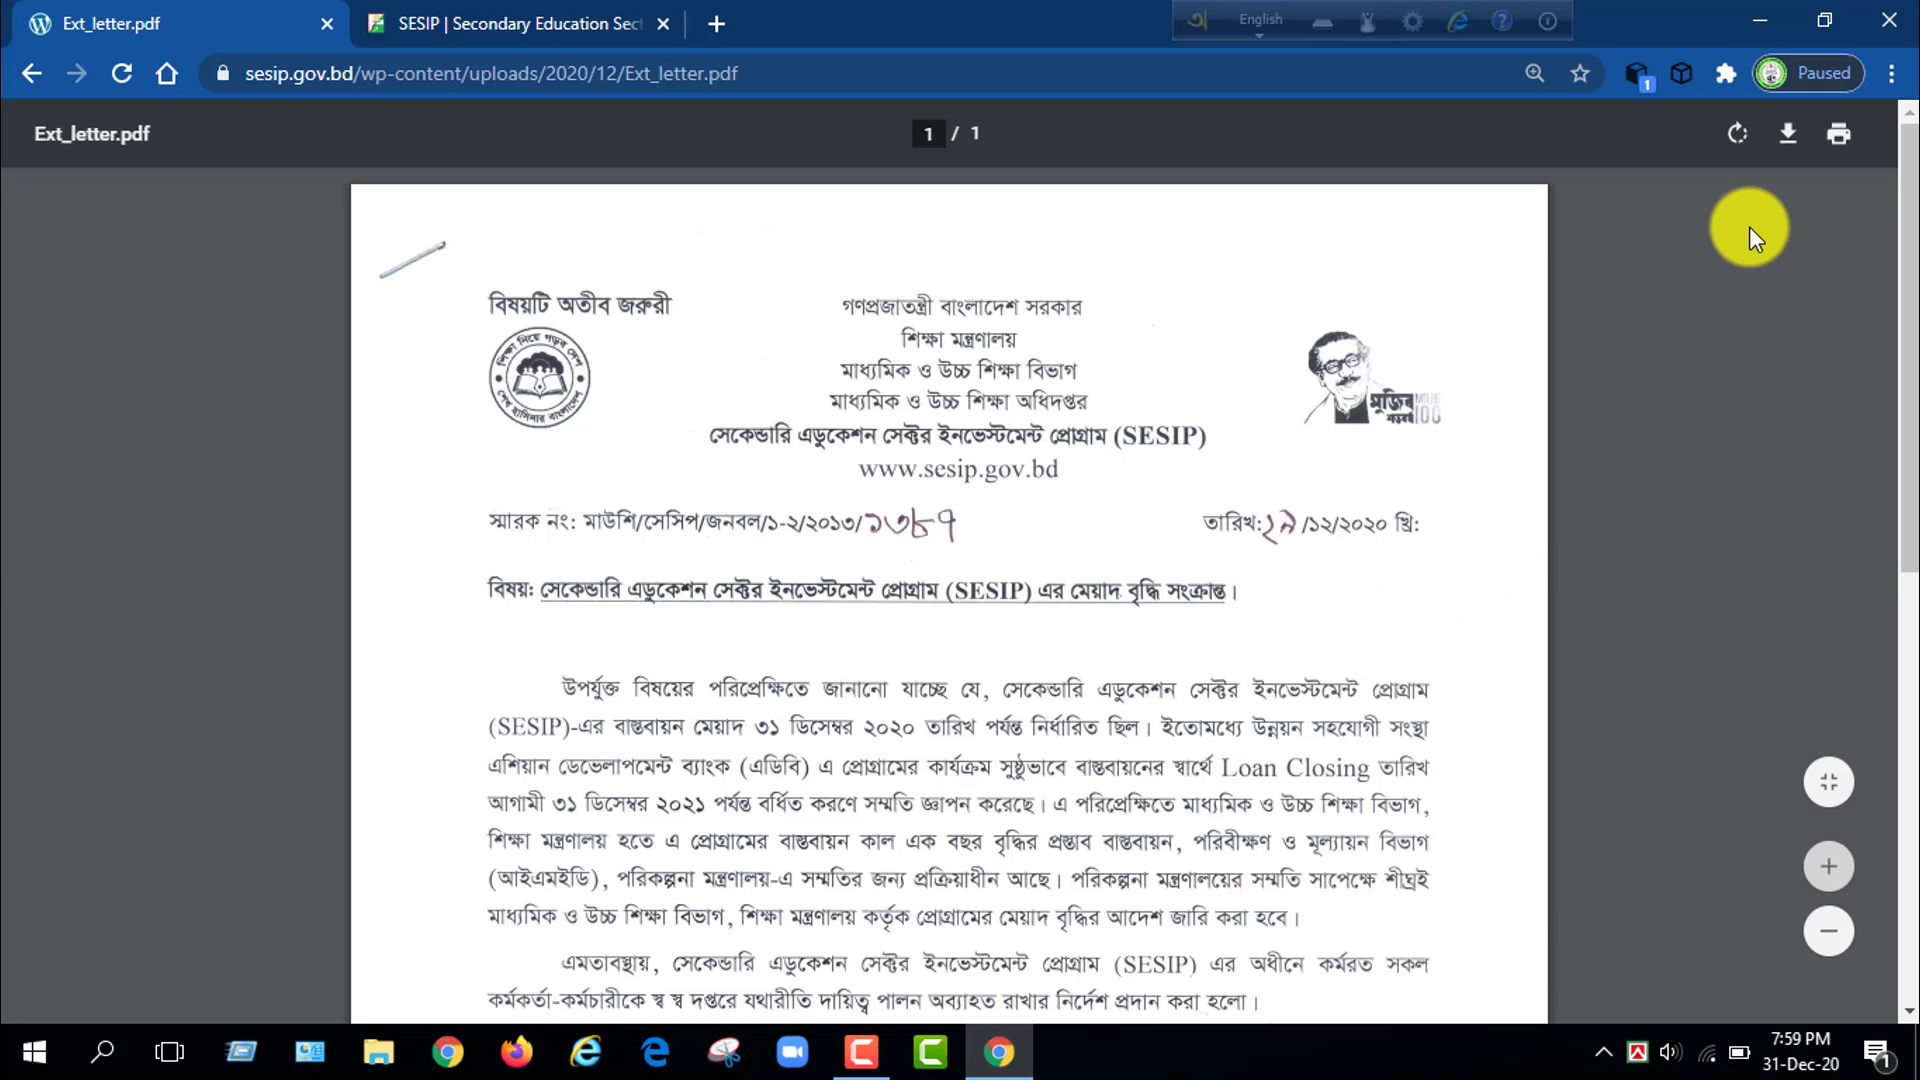 Ext_letter.pdf
SESIP | Secondary Education Sect
English
sesip.gov.bd/wp-content/uploads/2020/12/Ext_letter.pdf
1
Paused
Ext_letter.pdf
1 / 1
বিষয়টি অতীব জরুরী
গণপ্রজাতন্ত্রী বাংলাদেশ সরকার
শিক্ষা মন্ত্রণালয়
মাধ্যমিক ও উচ্চ শিক্ষা বিভাগ
মাধ্যমিক ও উচ্চ শিক্ষা অধিদপ্তর
সেকেন্ডারি এডুকেশন সেক্টর ইনভেস্টমেন্ট প্রোগ্রাম (SESIP)
www.sesip.gov.bd
শিক্ষা নিয়ে গড়ব দেশ
শেখ হাসিনার বাংলাদেশ
মুজিব 100
স্মারক নং: মাউশি/সেসিপ/জনবল/১-২/২০১৩/১৩৮৭
তারিখ:২৯/১২/২০২০ খ্রি:
বিষয়: সেকেন্ডারি এডুকেশন সেক্টর ইনভেস্টমেন্ট প্রোগ্রাম (SESIP) এর মেয়াদ বৃদ্ধি সংক্রান্ত।
উপর্যুক্ত বিষয়ের পরিপ্রেক্ষিতে জানানো যাচ্ছে যে, সেকেন্ডারি এডুকেশন সেক্টর ইনভেস্টমেন্ট প্রোগ্রাম
(SESIP)-এর বাস্তবায়ন মেয়াদ ৩১ ডিসেম্বর ২০২০ তারিখ পর্যন্ত নির্ধারিত ছিল। ইতোমধ্যে উন্নয়ন সহযোগী সংস্থা
এশিয়ান ডেভেলাপমেন্ট ব্যাংক (এডিবি) এ প্রোগ্রামের কার্যক্রম সুষ্ঠুভাবে বাস্তবায়নের স্বার্থে Loan Closing তারিখ
আগামী ৩১ ডিসেম্বর ২০২১ পর্যন্ত বর্ধিত করণে সম্মতি জ্ঞাপন করেছে। এ পরিপ্রেক্ষিতে মাধ্যমিক ও উচ্চ শিক্ষা বিভাগ,
শিক্ষা মন্ত্রণালয় হতে এ প্রোগ্রামের বাস্তবায়ন কাল এক বছর বৃদ্ধির প্রস্তাব বাস্তবায়ন, পরিবীক্ষণ ও মূল্যায়ন বিভাগ
(আইএমইডি), পরিকল্পনা মন্ত্রণালয়-এ সম্মতির জন্য প্রক্রিয়াধীন আছে। পরিকল্পনা মন্ত্রণালয়ের সম্মতি সাপেক্ষে শীঘ্রই
মাধ্যমিক ও উচ্চ শিক্ষা বিভাগ, শিক্ষা মন্ত্রণালয় কর্তৃক প্রোগ্রামের মেয়াদ বৃদ্ধির আদেশ জারি করা হবে।
এমতাবস্থায়, সেকেন্ডারি এডুকেশন সেক্টর ইনভেস্টমেন্ট প্রোগ্রাম (SESIP) এর অধীনে কর্মরত সকল
কর্মকর্তা-কর্মচারীকে স্ব স্ব দপ্তরে যথারীতি দায়িত্ব পালন অব্যাহত রাখার নির্দেশ প্রদান করা হলো।
7:59 PM
31-Dec-20
1